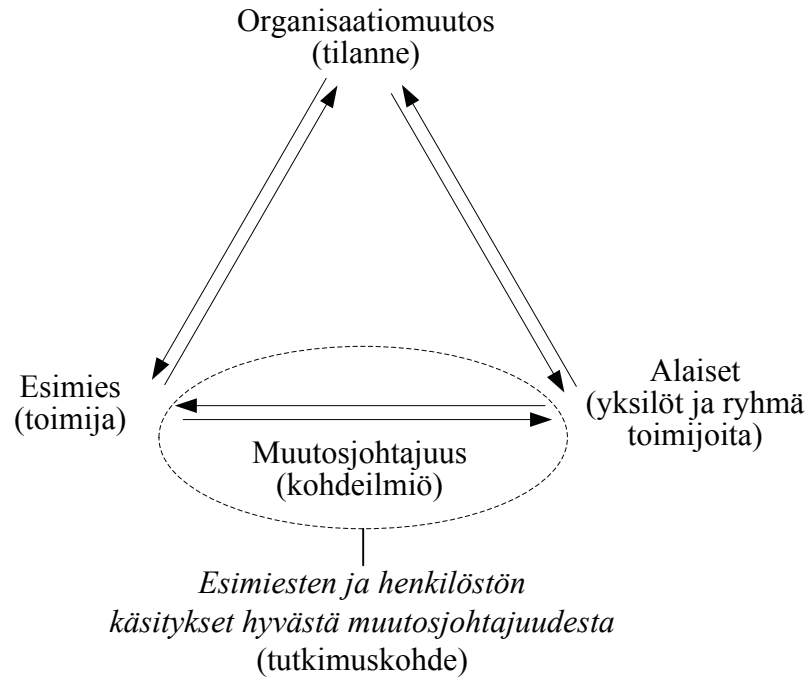 Organisaatiomuutos
(tilanne)
Esimies
(toimija)
Alaiset
(yksilöt ja ryhmä
toimijoita)
Muutosjohtajuus
(kohdeilmiö)
Esimiesten ja henkilöstön
käsitykset hyvästä muutosjohtajuudesta
(tutkimuskohde)